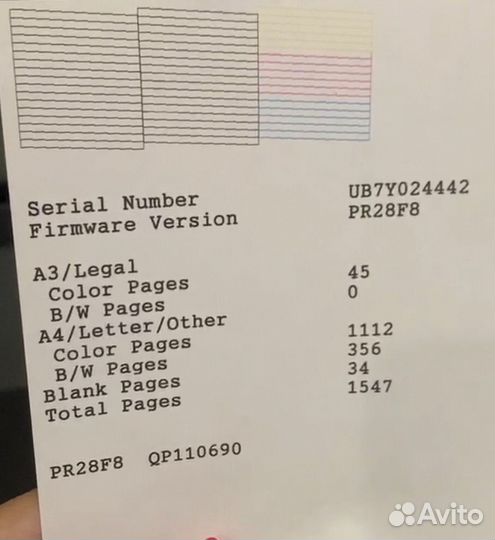 Serial Number UB7Y024442
Firmware Version PR28F8
A3/Legal
Color Pages 45
B/W Pages 0
A4/Letter/Other
Color Pages 1112
B/W Pages 356
Blank Pages 34
Total Pages 1547
PR28F8 QP110690
Avito